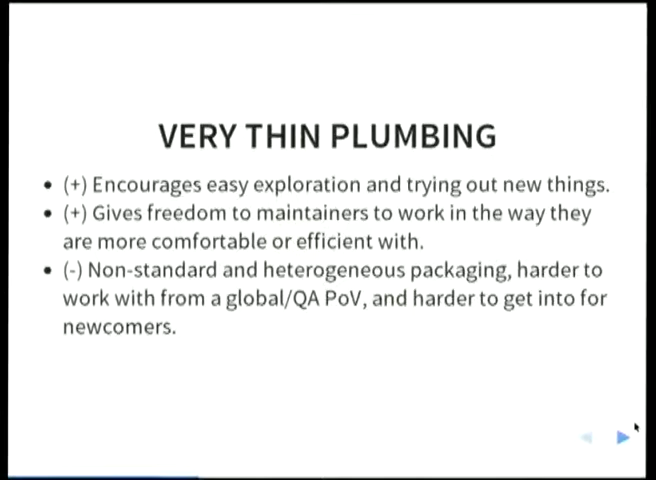 VERY THIN PLUMBING
• (+) Encourages easy exploration and trying out new things.
• (+) Gives freedom to maintainers to work in the way they
are more comfortable or efficient with.
• (-) Non-standard and heterogeneous packaging, harder to
work with from a global/QA PoV, and harder to get into for
newcomers.